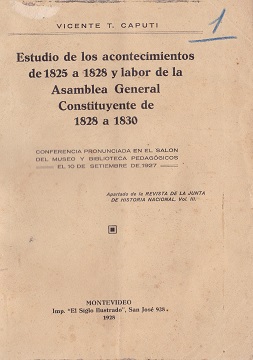 VICENTE T. CAPUTI
1
Estudio de los acontecimientos
de 1825 a 1828 y labor de la
Asamblea General
Constituyente de
1828 a 1830
CONFERENCIA PRONUNCIADA EN EL SALÓN
DEL MUSEO Y BIBLIOTECA PEDAGÓGICOS
EL 10 DE SETIEMBRE DE 1927
Apartado de la REVISTA DE LA JUNTA
DE HISTORIA NACIONAL. Vol. III.
MONTEVIDEO
Imp. "El Siglo Ilustrado", San José 938.
1928